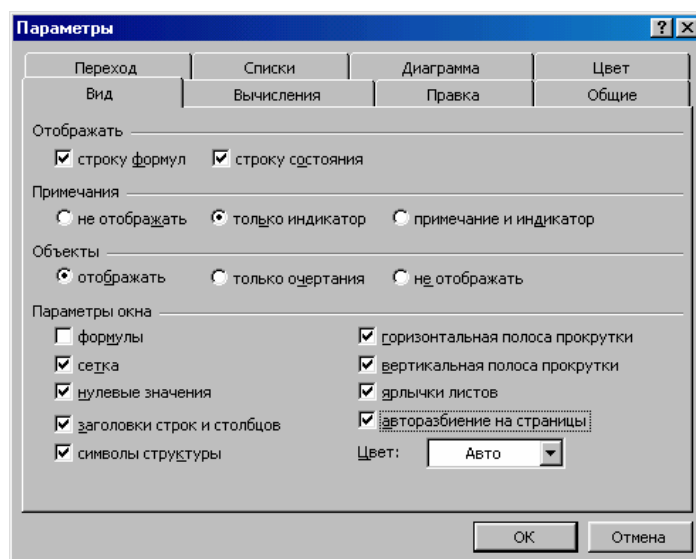 Параметры
Переход Списки Диаграмма Цвет
Вид Вычисления Правка Общие
Отображать
строку формул строку состояния
Примечания
не отображать только индикатор примечание и индикатор
Объекты
отображать только очертания не отображать
Параметры окна
формулы горизонтальная полоса прокрутки
сетка вертикальная полоса прокрутки
нулевые значения ярлычки листов
заголовки строк и столбцов авторазбиение на страницы
символы структуры Цвет: Авто
ОК Отмена